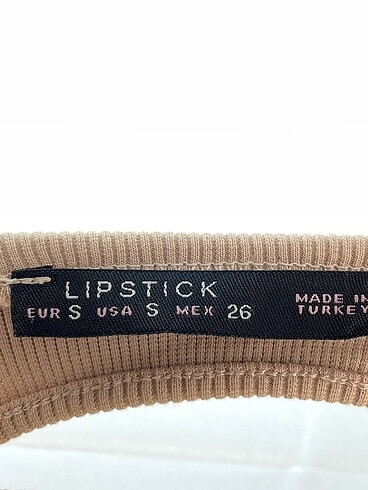 LIPSTICK
EUR S USA S MEX 26
MADE IN
TURKEY